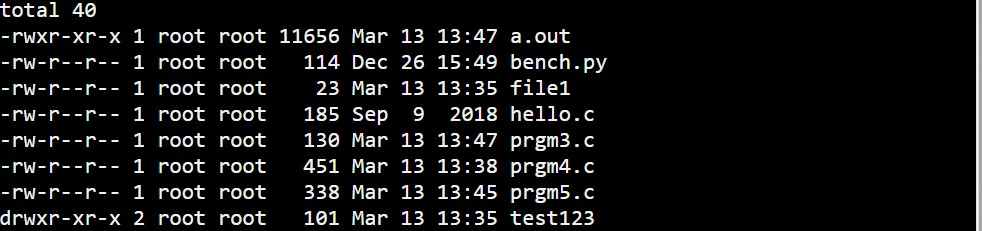 total 40
-rwxr-xr-x 1 root root 11656 Mar 13 13:47 a.out
-rw-r--r-- 1 root root   114 Dec 26 15:49 bench.py
-rw-r--r-- 1 root root    23 Mar 13 13:35 file1
-rw-r--r-- 1 root root   185 Sep  9  2018 hello.c
-rw-r--r-- 1 root root   130 Mar 13 13:47 prgm3.c
-rw-r--r-- 1 root root   451 Mar 13 13:38 prgm4.c
-rw-r--r-- 1 root root   338 Mar 13 13:45 prgm5.c
drwxr-xr-x 2 root root   101 Mar 13 13:35 test123